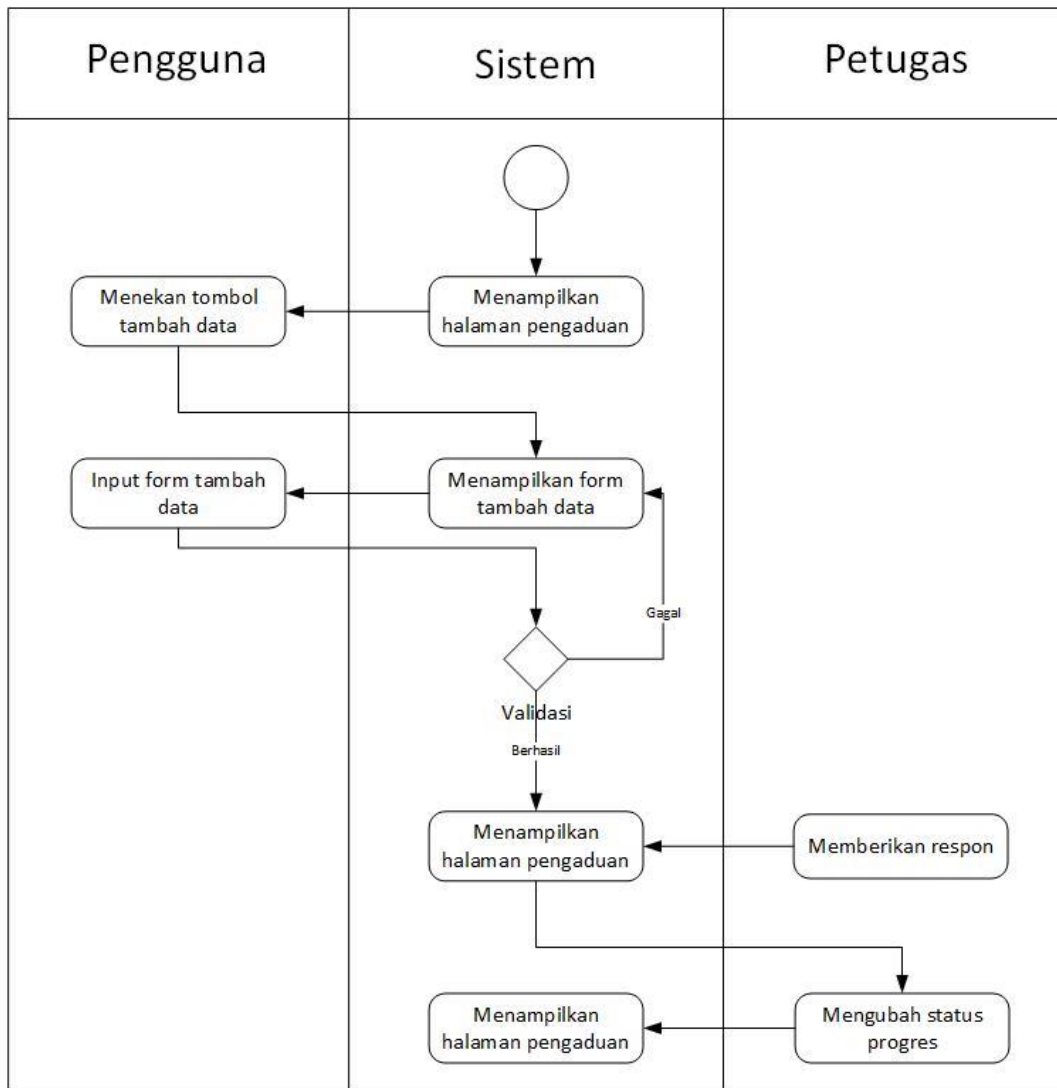 Pengguna
Sistem
Petugas
Menekan tombol
tambah data
Menampilkan
halaman pengaduan
Input form tambah
data
Menampilkan form
tambah data
Gagal
Validasi
Berhasil
Menampilkan
halaman pengaduan
Memberikan respon
Menampilkan
halaman pengaduan
Mengubah status
progres